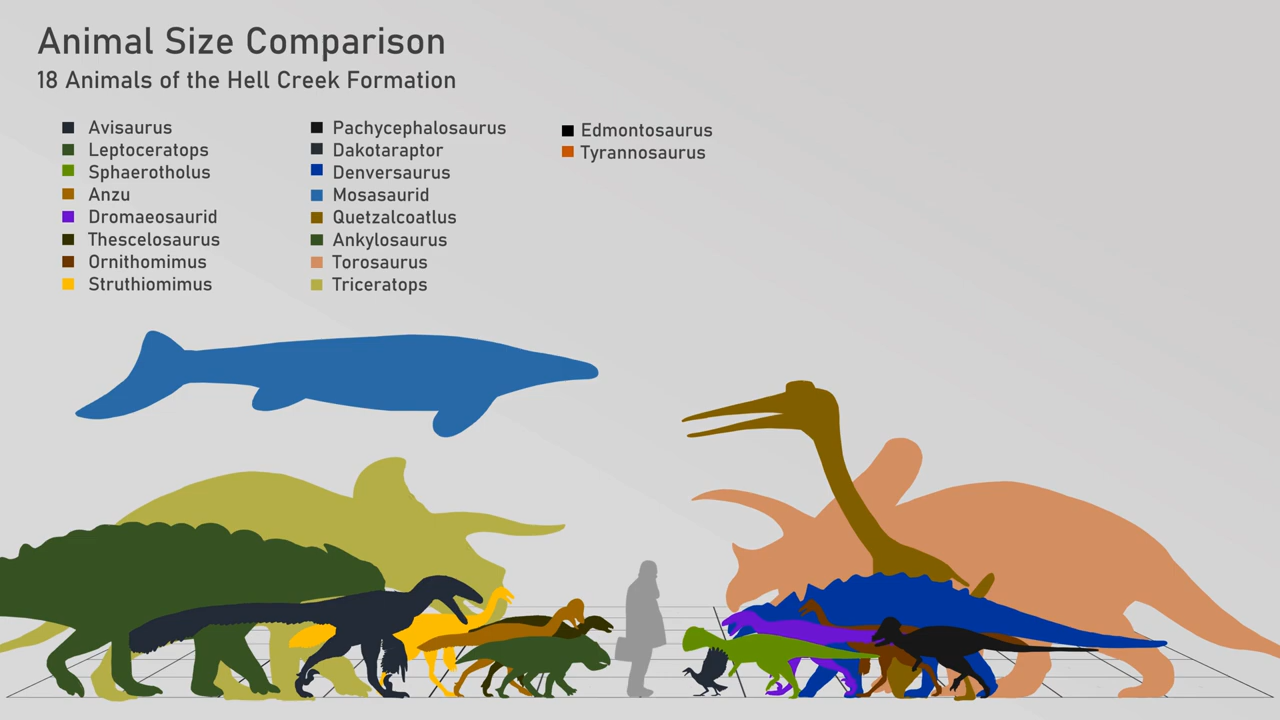 Animal Size Comparison
18 Animals of the Hell Creek Formation
Avisaurus
Leptoceratops
Sphaerotholus
Anzu
Dromaeosaurid
Thescelosaurus
Ornithomimus
Struthiomimus
Pachycephalosaurus
Dakotaraptor
Denversaurus
Mosasaurid
Quetzalcoatlus
Ankylosaurus
Torosaurus
Triceratops
Edmontosaurus
Tyrannosaurus